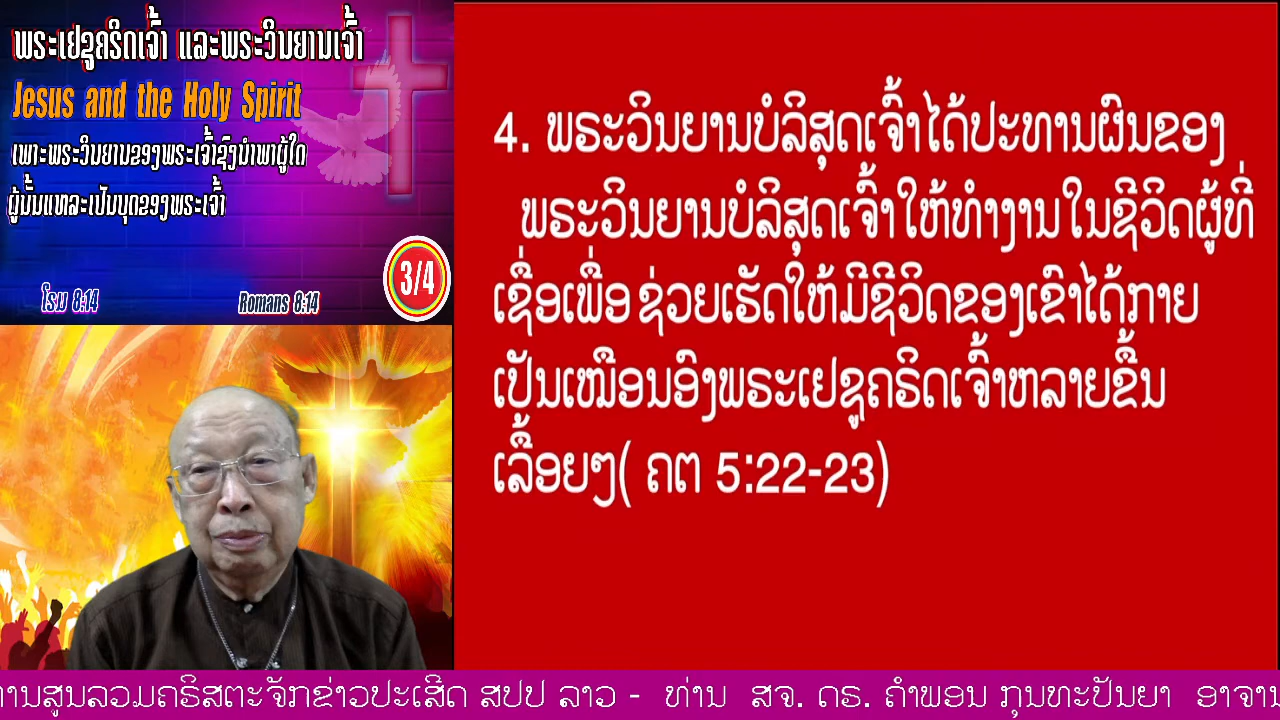 ພຣະເຢຊູຄຣິດເຈົ້າ ແລະພຣະວິນຍານເຈົ້າ
Jesus and the Holy Spirit
ເພາະພຣະວິນຍານຂອງພຣະເຈົ້າຊົງນຳພາຜູ້ໃດ
ຜູ້ນັ້ນແຫລະເປັນບຸດຂອງພຣະເຈົ້າ
ໂຣມ 8:14
Romans 8:14
3/4
4. ພຣະວິນຍານບໍລິສຸດເຈົ້າໄດ້ປະທານຜົນຂອງ
ພຣະວິນຍານບໍລິສຸດເຈົ້າໃຫ້ທຳງານໃນຊີວິດຜູ້ທີ່
ເຊື່ອເພື່ອ ຊ່ວຍເຮັດໃຫ້ມີຊີວິດຂອງເຂົາໄດ້ກາຍ
ເປັນເໝືອນອົງພຣະເຢຊູຄຣິດເຈົ້າຫລາຍຂື້ນ
ເລື້ອຍໆ( ຄຕ 5:22-23)
ທານສູນລວມຄຣິສຕະຈັກຂ່າວປະເສີດ ສປປ ລາວ - ທ່ານ ສຈ. ດຣ. ຄຳພອນ ກຸນທະປັນຍາ ອາຈານ